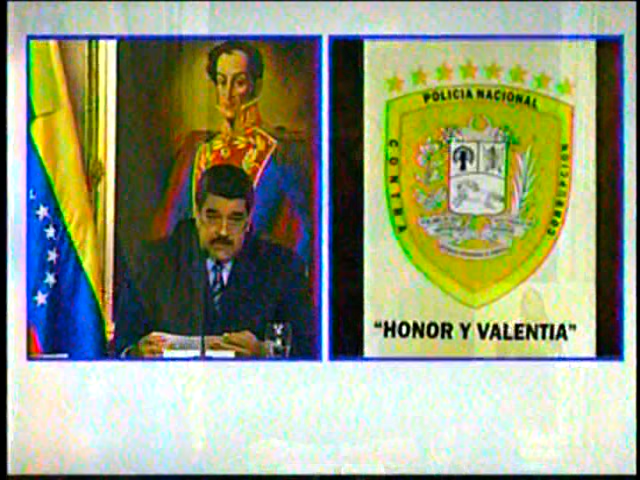 POLICIA NACIONAL
CONTRA
CORRUPCION
"HONOR Y VALENTIA"